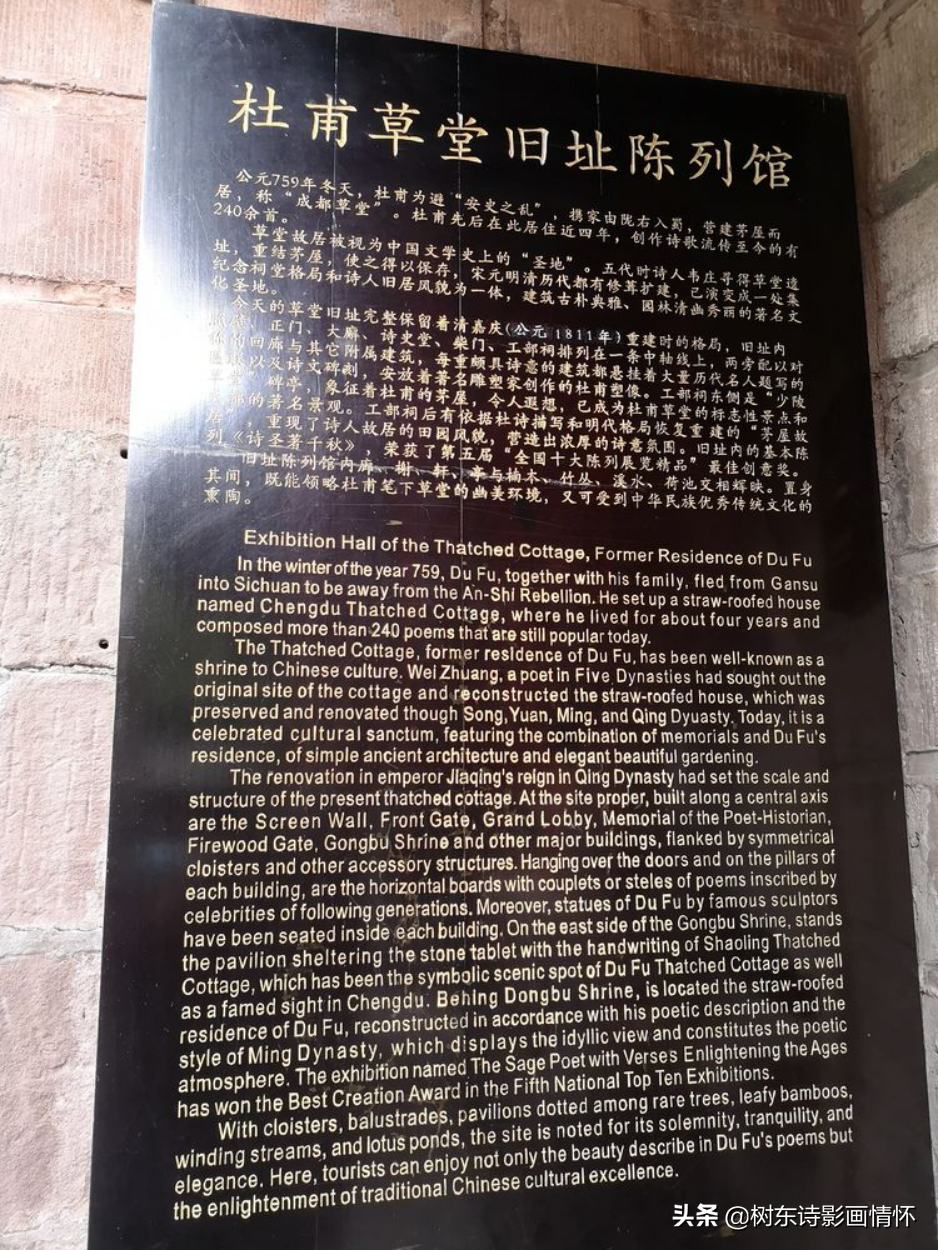 杜甫草堂旧址陈列馆
公元759年冬天，杜甫为避“安史之乱”，携家由陇右入蜀，营建茅屋而
居，称“成都草堂”。杜甫先后在此居住近四年，创作诗歌流传至今的有
240余首。
草堂故居被视为中国文学史上的“圣地”。五代时诗人韦庄寻得草堂遗
址，重结茅屋，使之得以保存，宋元明清历代都有修葺扩建，已演变成一处集
纪念祠堂格局和诗人旧居风貌为一体，建筑古朴典雅、园林清幽秀丽的著名文
化圣地。
今天的草堂旧址完整保留着清嘉庆(公元1811年)重建时的格局，旧址内
正门、大廨、诗史堂、柴门、工部祠排列在一条中轴线上，两旁配以对
的回廊与其它附属建筑，每重颇具诗意的建筑都悬挂着大量历代名人题写的
以及诗文碑刻，安放着著名雕塑家创作的杜甫塑像。工部祠东侧是“少陵
碑亭，象征着杜甫的茅屋，令人遐想，已成为杜甫草堂的标志性景点和
的著名景观。工部祠后有依据杜诗描写和明代格局恢复重建的“茅屋故
居”，重现了诗人故居的田园风貌，营造出浓厚的诗意氛围。旧址内的基本陈
列《诗圣著千秋》，荣获了第五届“全国十大陈列展览精品”最佳创意奖。
旧址陈列馆内廊、榭、轩、亭与楠木、竹丛、溪水、荷池交相辉映。置身
其间，既能领略杜甫笔下草堂的幽美环境，又可受到中华民族优秀传统文化的
熏陶。
Exhibition Hall of the Thatched Cottage, Former Residence of Du Fu
In the winter of the year 759, Du Fu, together with his family, fled from Gansu
into Sichuan to be away from the An-Shi Rebellion. He set up a straw-roofed house
named Chengdu Thatched Cottage, where he lived for about four years and
composed more than 240 poems that are still popular today.
The Thatched Cottage, former residence of Du Fu, has been well-known as a
shrine to Chinese culture. Wei Zhuang, a poet in Five Dynasties had sought out the
original site of the cottage and reconstructed the straw-roofed house, which was
preserved and renovated though Song, Yuan, Ming, and Qing Dyuasty. Today, it is a
celebrated cultural sanctum, featuring the combination of memorials and Du Fu's
residence, of simple ancient architecture and elegant beautiful gardening.
The renovation in emperor Jiaqing's reign in Qing Dynasty had set the scale and
structure of the present thatched cottage. At the site proper, built along a central axis
are the Screen Wall, Front Gate, Grand Lobby, Memorial of the Poet-Historian,
Firewood Gate, Gongbu Shrine and other major buildings, flanked by symmetrical
cloisters and other accessory structures. Hanging over the doors and on the pillars of
each building, are the horizontal boards with couplets or steles of poems inscribed by
celebrities of following generations. Moreover, statues of Du Fu by famous sculptors
have been seated inside each building. On the east side of the Gongbu Shrine, stands
the pavilion sheltering the stone tablet with the handwriting of Shaoling Thatched
Cottage, which has been the symbolic scenic spot of Du Fu Thatched Cottage as well
as a famed sight in Chengdu. Behing Dongbu Shrine, is located the straw-roofed
residence of Du Fu, reconstructed in accordance with his poetic description and the
style of Ming Dynasty, which displays the idyllic view and constitutes the poetic
atmosphere. The exhibition named The Sage Poet with Verses Enlightening the Ages
has won the Best Creation Award in the Fifth National Top Ten Exhibitions.
With cloisters, balustrades, pavilions dotted among rare trees, leafy bamboos,
winding streams, and lotus ponds, the site is noted for its solemnity, tranquility, and
elegance. Here, tourists can enjoy not only the beauty describe in Du Fu's poems but
the enlightenment of traditional Chinese cultural excellence.
头条 @树东诗影画情怀